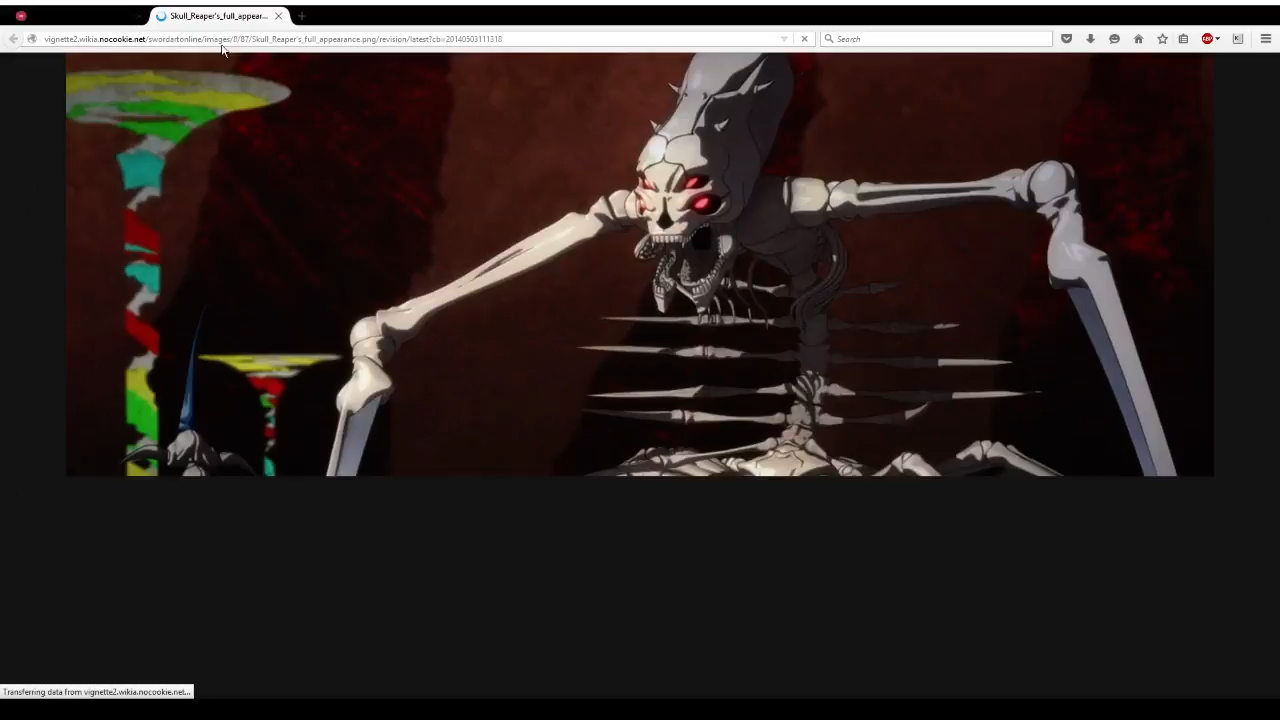 Skull_Reaper's_full_appear...
vignette2.wikia.nocookie.net/swordartonline/images/8/87/Skull_Reaper's_full_appearance.png/revision/latest?cb=20140503111318
Search
ABP
Transferring data from vignette2.wikia.nocookie.net...